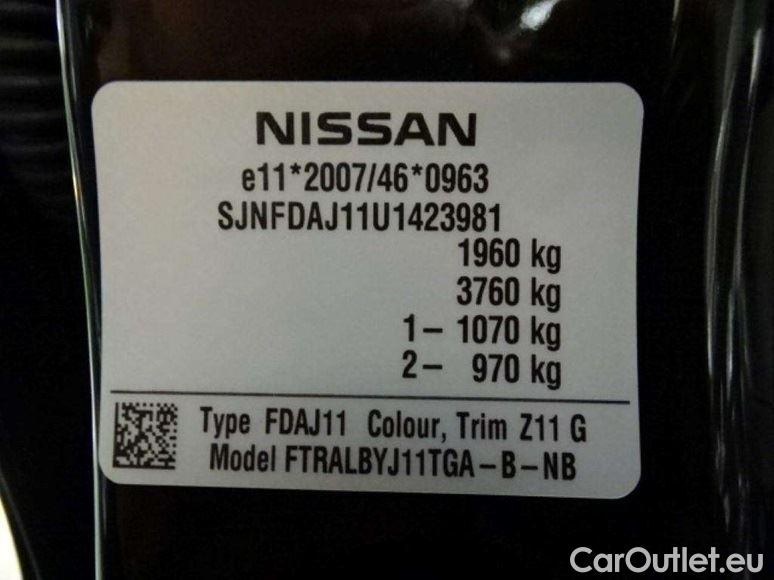 NISSAN
e11*2007/46*0963
SJNFDAJ11U1423981
1960 kg
3760 kg
1– 1070 kg
2– 970 kg
Type FDAJ11 Colour, Trim Z11 G
Model FTRALBYJ11TGA–B–NB
CarOutlet.eu